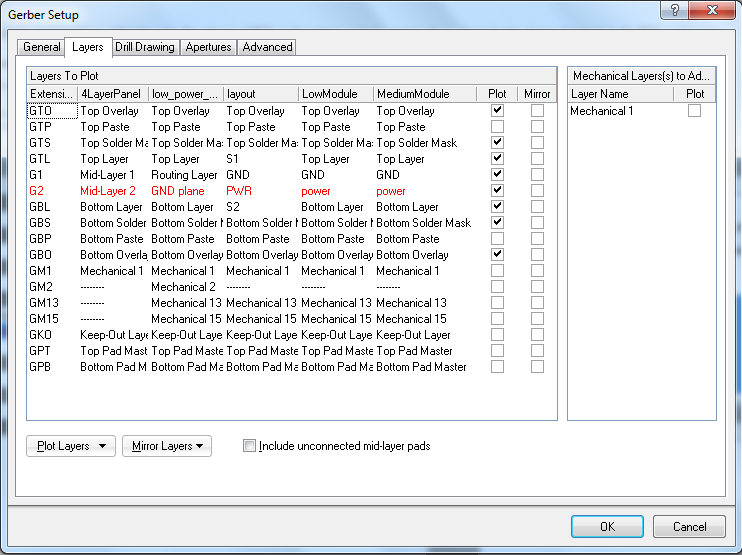 Gerber Setup
General Layers Drill Drawing Apertures Advanced
Layers To Plot
Extensi... 4LayerPanel low_power_... layout LowModule MediumModule Plot Mirror
GTO Top Overlay Top Overlay Top Overlay Top Overlay Top Overlay
GTP Top Paste Top Paste Top Paste Top Paste Top Paste
GTS Top Solder Ma Top Solder Mas Top Solder Mas Top Solder Mas Top Solder Mask
GTL Top Layer Top Layer S1 Top Layer Top Layer
G1 Mid-Layer 1 Routing Layer GND GND GND
G2 Mid-Layer 2 GND plane PWR power power
GBL Bottom Layer Bottom Layer S2 Bottom Layer Bottom Layer
GBS Bottom Solder Bottom Solder M Bottom Solder M Bottom Solder M Bottom Solder Mask
GBP Bottom Paste Bottom Paste Bottom Paste Bottom Paste Bottom Paste
GBO Bottom Overla Bottom Overlay Bottom Overlay Bottom Overlay Bottom Overlay
GM1 Mechanical 1 Mechanical 1 Mechanical 1 Mechanical 1 Mechanical 1
GM2 -------- Mechanical 2 -------- -------- --------
GM13 -------- Mechanical 13 Mechanical 13 Mechanical 13 Mechanical 13
GM15 -------- Mechanical 15 Mechanical 15 Mechanical 15 Mechanical 15
GKO Keep-Out Laye Keep-Out Layer Keep-Out Layer Keep-Out Layer Keep-Out Layer
GPT Top Pad Mast Top Pad Maste Top Pad Maste Top Pad Maste Top Pad Master
GPB Bottom Pad M Bottom Pad Ma Bottom Pad Ma Bottom Pad Ma Bottom Pad Master
Mechanical Layers(s) to Ad...
Layer Name Plot
Mechanical 1
Plot Layers Mirror Layers Include unconnected mid-layer pads
OK Cancel